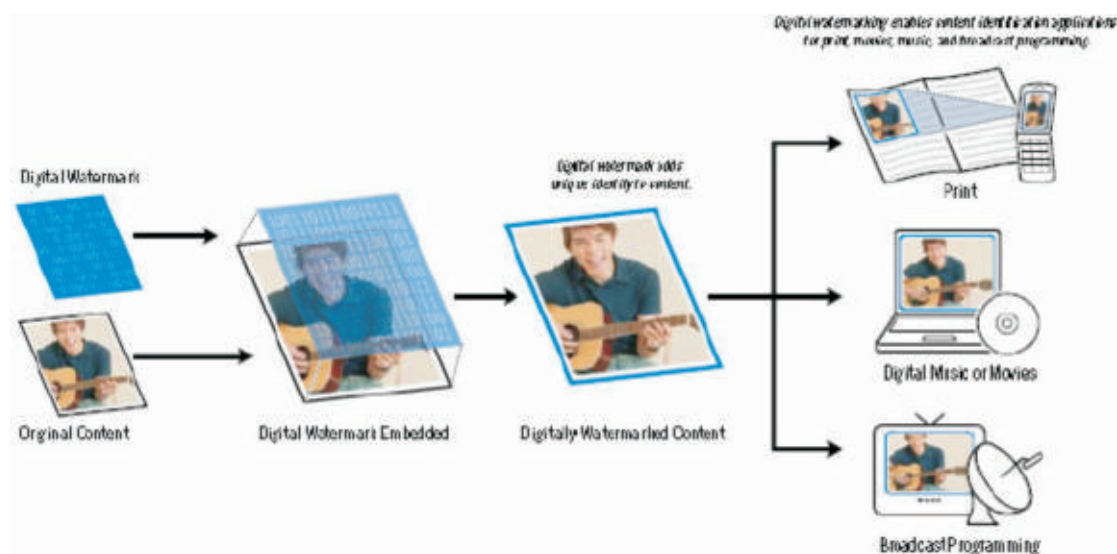 Digital watermarking enables content identification applications
for print, movies, music, and broadcast programming.
Digital Watermark
Digital watermark adds
unique identity to content.
Print
Orginal Content
Digital Watermark Embedded
Digitally Watermarked Content
Digital Music or Movies
Broadcast Programming